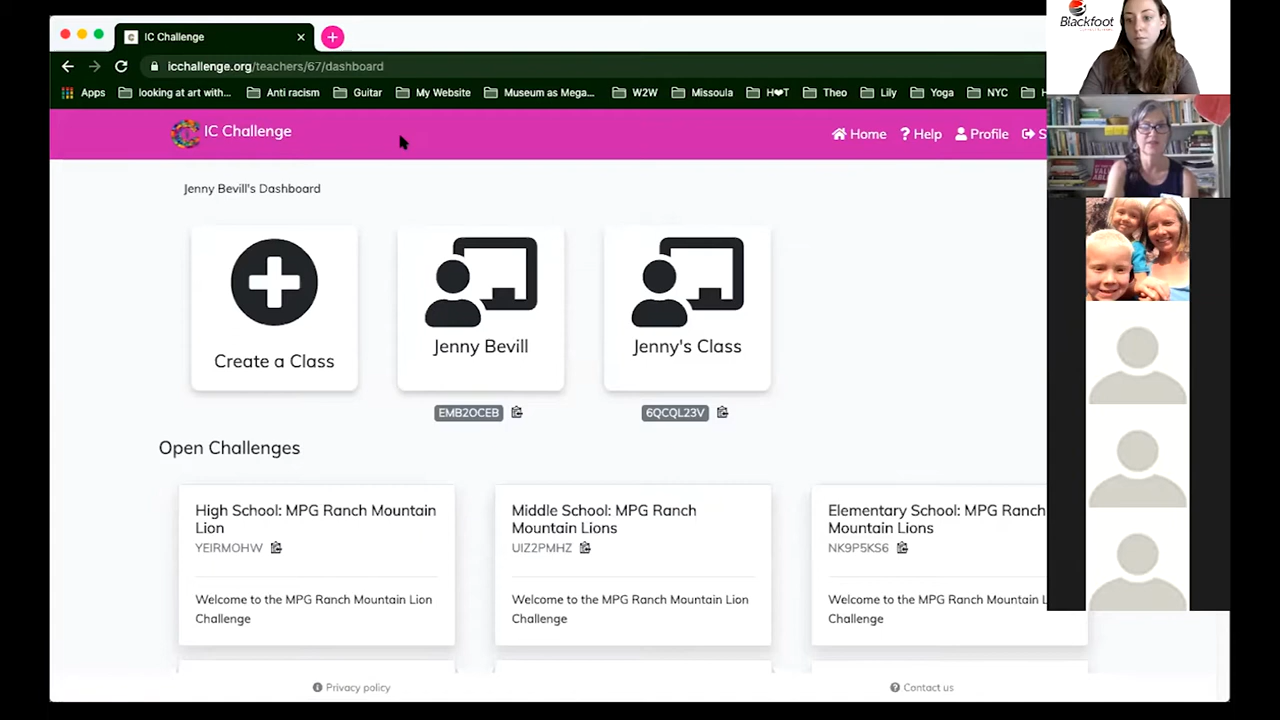 Blackfoot
IC Challenge
icchallenge.org/teachers/67/dashboard
Apps looking at art with... Anti racism Guitar My Website Museum as Mega... W2W Missoula H❤T Theo Lily Yoga NYC H
IC Challenge Home Help Profile S
Jenny Bevill's Dashboard
Create a Class
Jenny Bevill
Jenny's Class
EMB2OCEB
6QCQL23V
Open Challenges
High School: MPG Ranch Mountain
Lion
YEIRMOHW
Welcome to the MPG Ranch Mountain Lion
Challenge
Middle School: MPG Ranch
Mountain Lions
UIZ2PMHZ
Welcome to the MPG Ranch Mountain Lion
Challenge
Elementary School: MPG Ranch
Mountain Lions
NK9P5KS6
Welcome to the MPG Ranch Mountain L
Challenge
Privacy policy
Contact us